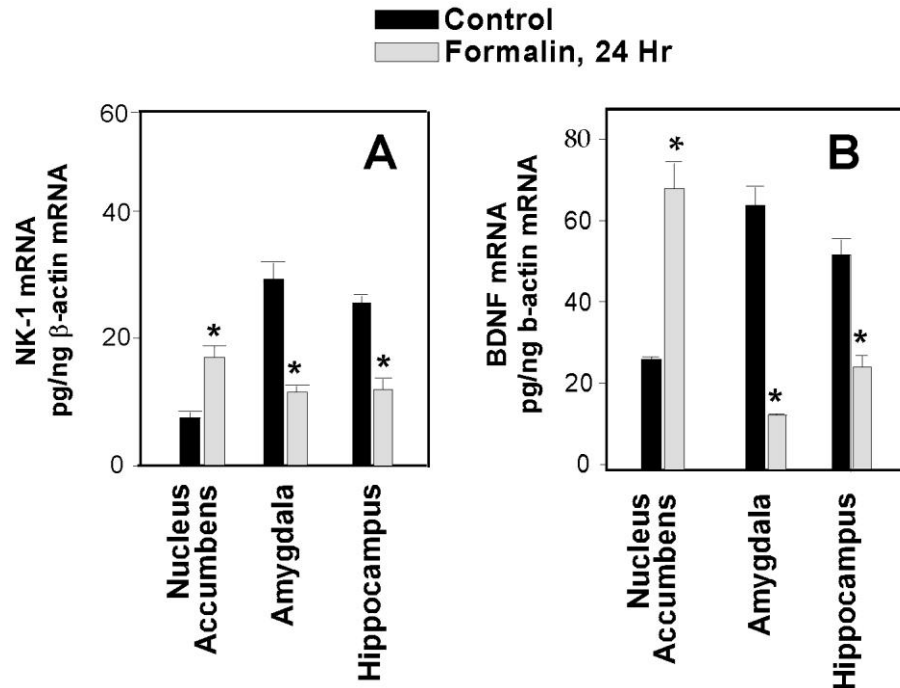 Control
Formalin, 24 Hr
A
NK-1 mRNA
pg/ng β-actin mRNA
60
40
20
0
*
*
*
Nucleus
Accumbens
Amygdala
Hippocampus
B
BDNF mRNA
pg/ng b-actin mRNA
80
60
40
20
0
*
*
*
Nucleus
Accumbens
Amygdala
Hippocampus